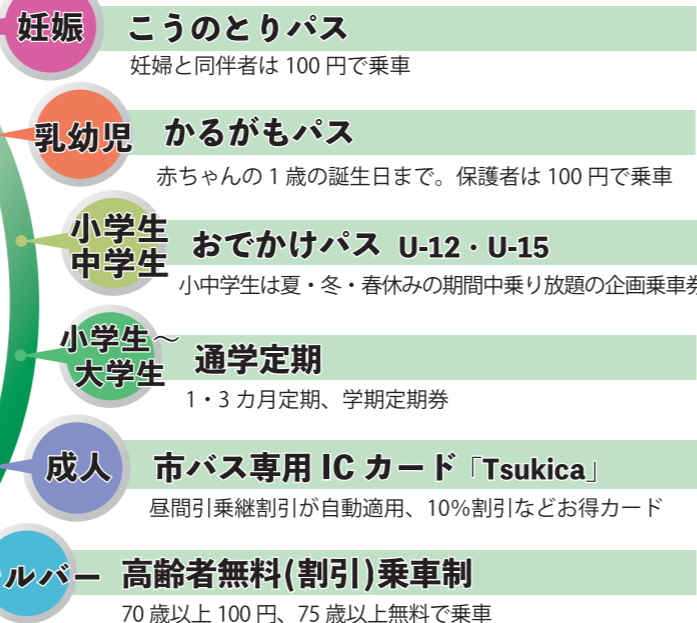 妊娠 こうのとりパス
妊婦と同伴者は 100 円で乗車
乳幼児 かるがもパス
赤ちゃんの 1 歳の誕生日まで。保護者は 100 円で乗車
小学生
中学生
おでかけパス U-12・U-15
小中学生は夏・冬・春休みの期間中乗り放題の企画乗車券
小学生～
大学生
通学定期
1・3 カ月定期、学期定期券
成人 市バス専用 IC カード「Tsukica」
昼間引乗継割引が自動適用、10%割引などお得カード
ルバー 高齢者無料(割引)乗車制
70 歳以上 100 円、75 歳以上無料で乗車